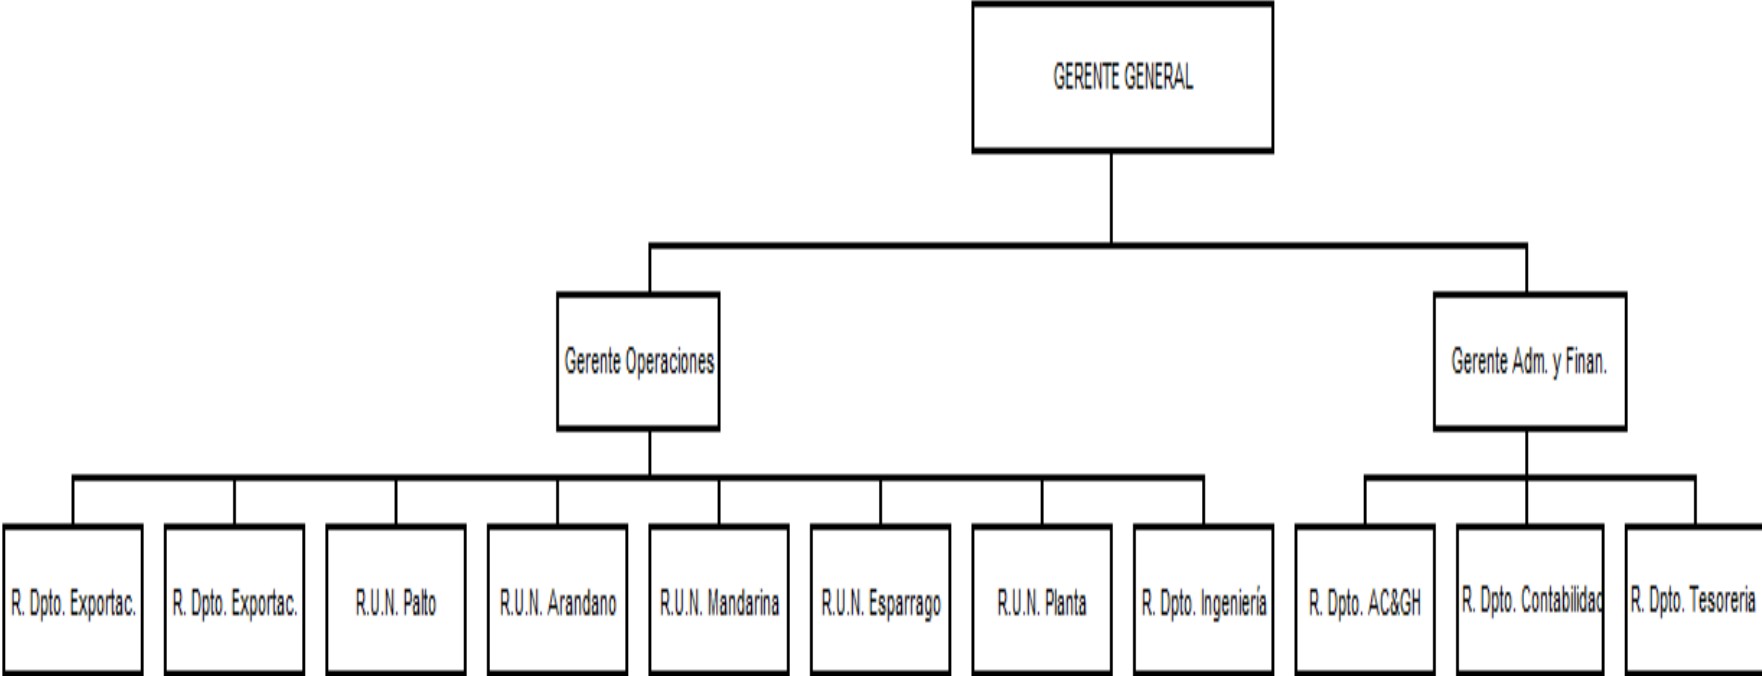 GERENTE GENERAL
Gerente Operaciones
Gerente Adm. y Finan.
R. Dpto. Exportac.
R. Dpto. Exportac.
R.U.N. Palto
R.U.N. Arandano
R.U.N. Mandarina
R.U.N. Esparrago
R.U.N. Planta
R. Dpto. Ingeniería
R. Dpto. AC&GH
R. Dpto. Contabilidad
R. Dpto. Tesoreria